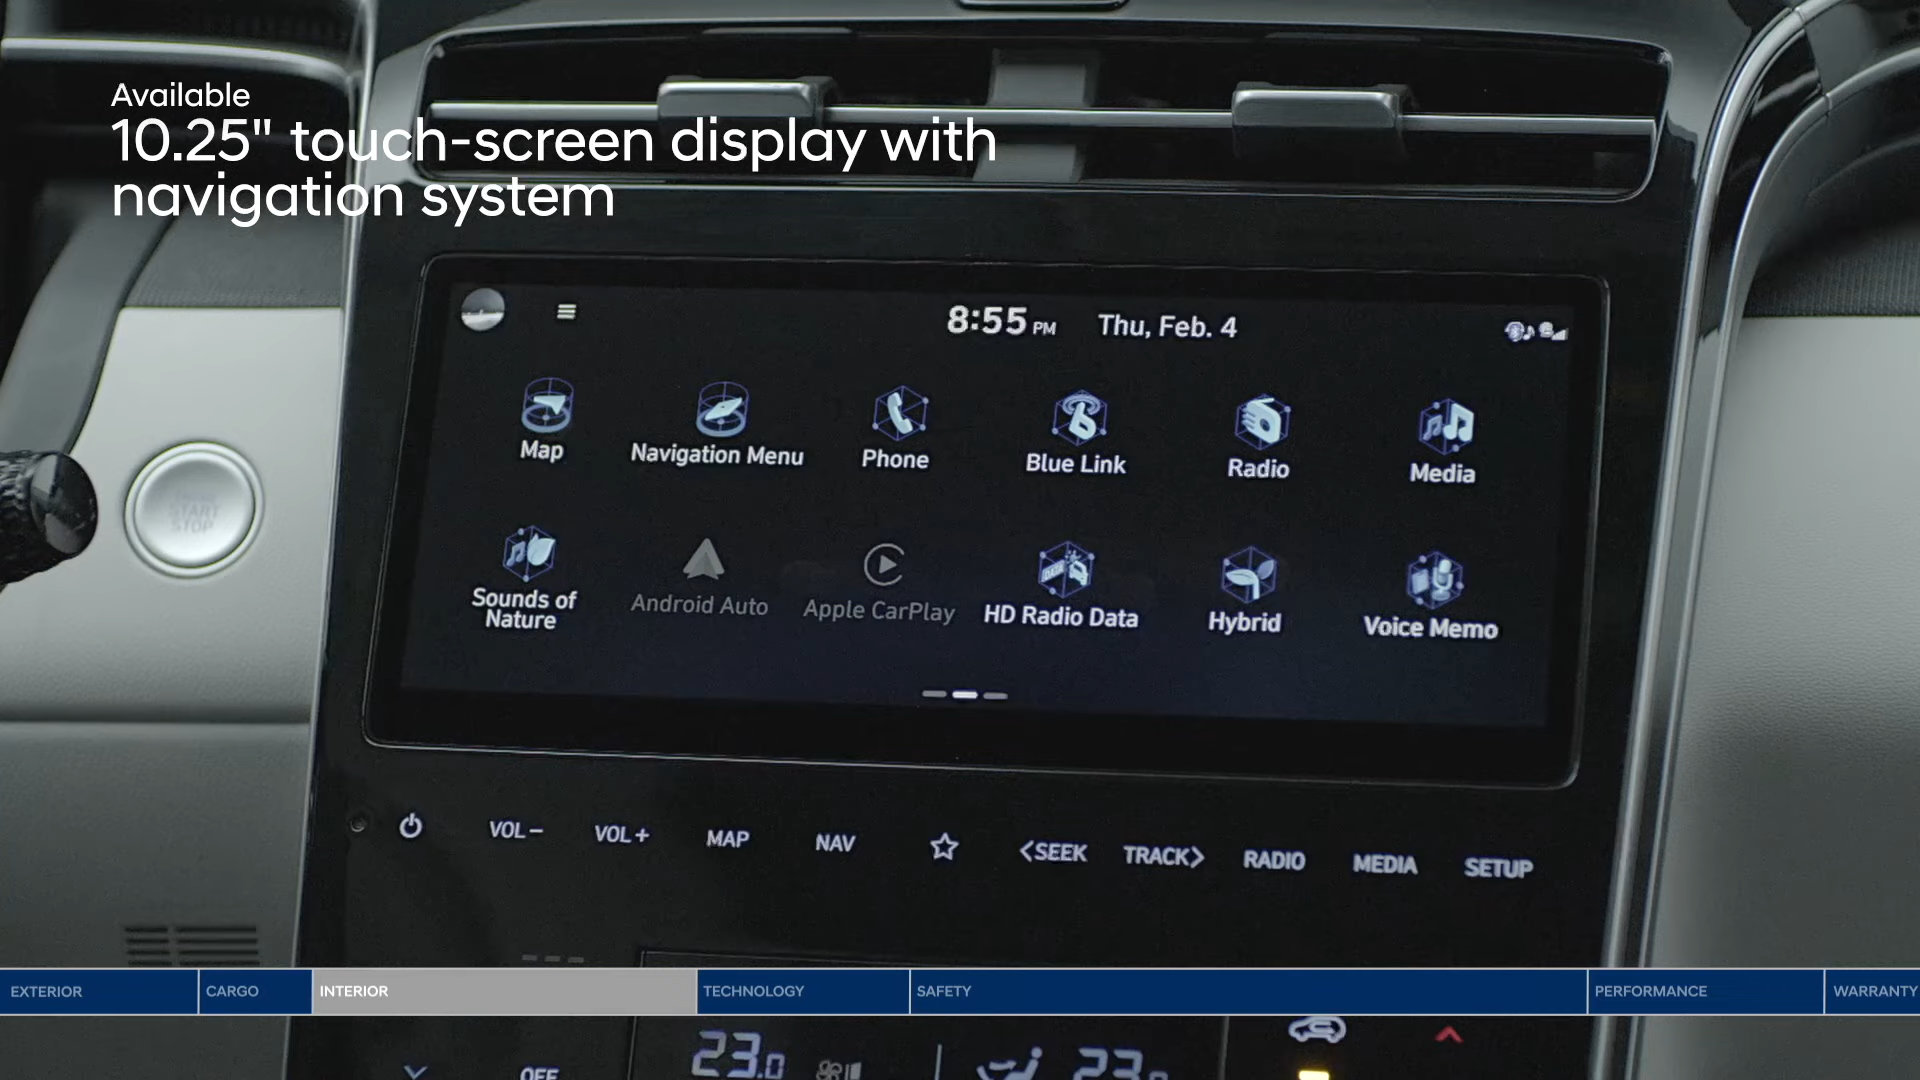 Available
10.25" touch-screen display with
navigation system
8:55 PM Thu, Feb. 4
Map Navigation Menu Phone Blue Link Radio Media
Sounds of
Nature
Android Auto Apple CarPlay HD Radio Data Hybrid Voice Memo
START
STOP
VOL− VOL+ MAP NAV <SEEK TRACK> RADIO MEDIA SETUP
EXTERIOR CARGO INTERIOR TECHNOLOGY SAFETY PERFORMANCE WARRANTY
OFF 23.0 23.0